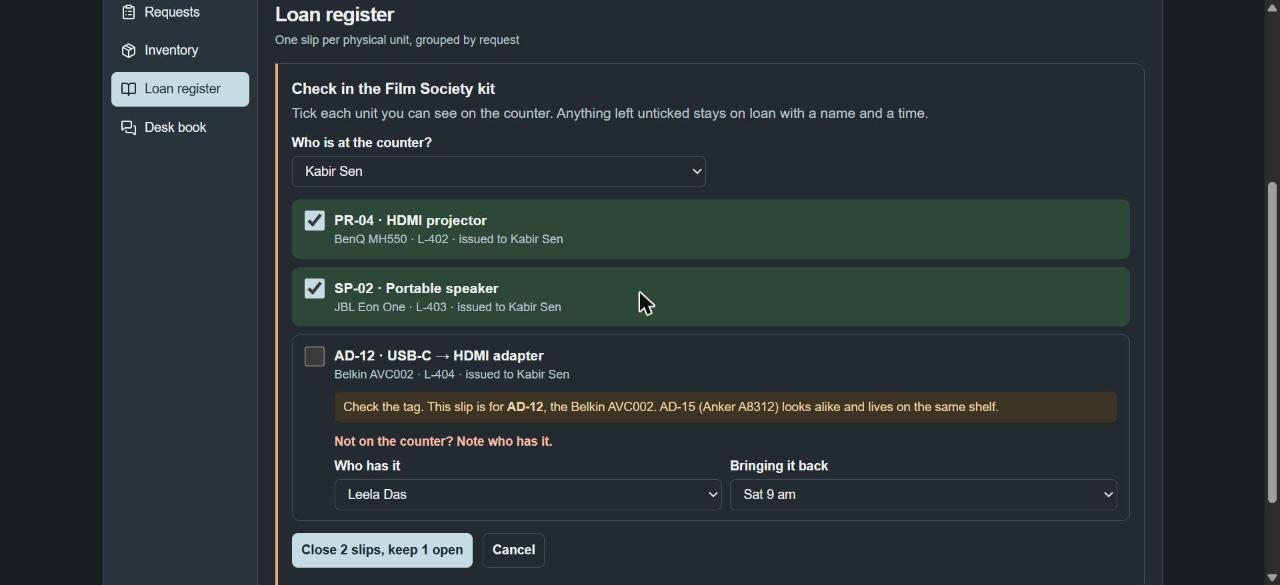 Requests
Inventory
Loan register
Desk book
Loan register
One slip per physical unit, grouped by request
Check in the Film Society kit
Tick each unit you can see on the counter. Anything left unticked stays on loan with a name and a time.
Who is at the counter?
Kabir Sen
PR-04 · HDMI projector
BenQ MH550 · L-402 · issued to Kabir Sen
SP-02 · Portable speaker
JBL Eon One · L-403 · issued to Kabir Sen
AD-12 · USB-C → HDMI adapter
Belkin AVC002 · L-404 · issued to Kabir Sen
Check the tag. This slip is for AD-12, the Belkin AVC002. AD-15 (Anker A8312) looks alike and lives on the same shelf.
Not on the counter? Note who has it.
Who has it Bringing it back
Leela Das Sat 9 am
Close 2 slips, keep 1 open Cancel